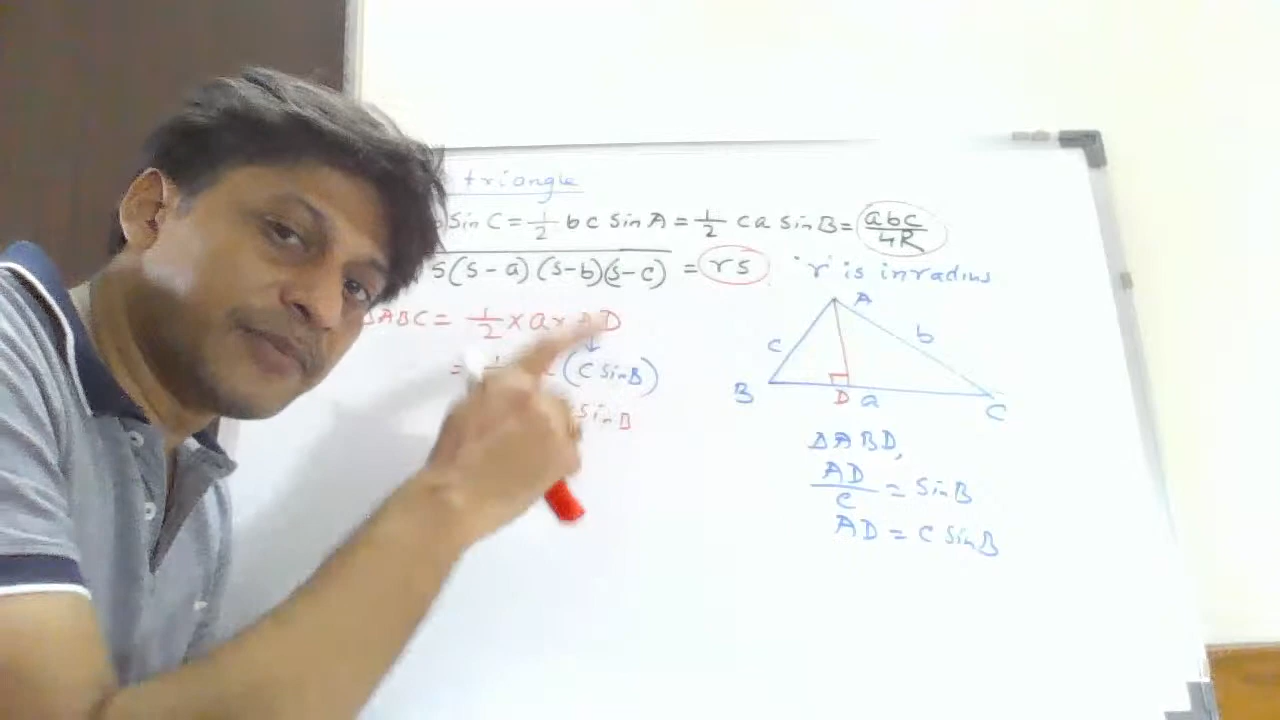 triangle
Sin C = 1/2 bc Sin A = 1/2 ca Sin B = abc/4R
s(s-a)(s-b)(s-c) = rs, 'r' is inradius
ΔABC = 1/2 × a × AD
= (c sin B)
sin B
A
c
b
B
D
a
C
ΔABD,
AD/c = Sin B
AD = c Sin B